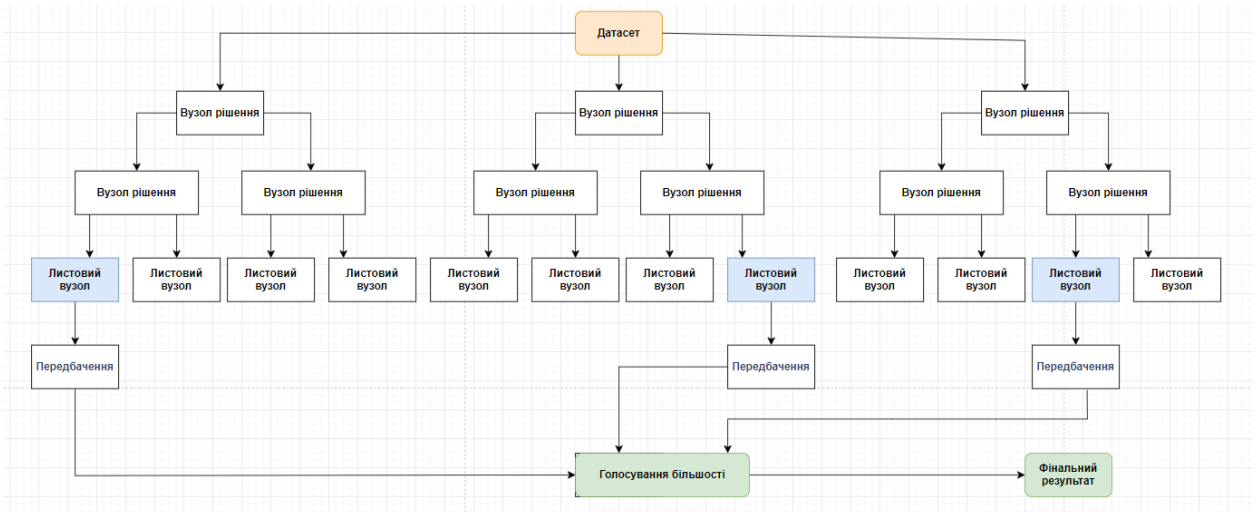 Датасет
Вузол рішення
Вузол рішення
Вузол рішення
Вузол рішення
Вузол рішення
Вузол рішення
Вузол рішення
Вузол рішення
Вузол рішення
Листовий
вузол
Листовий
вузол
Листовий
вузол
Листовий
вузол
Листовий
вузол
Листовий
вузол
Листовий
вузол
Листовий
вузол
Листовий
вузол
Листовий
вузол
Листовий
вузол
Листовий
вузол
Передбачення
Передбачення
Передбачення
Голосування більшості
Фінальний
результат